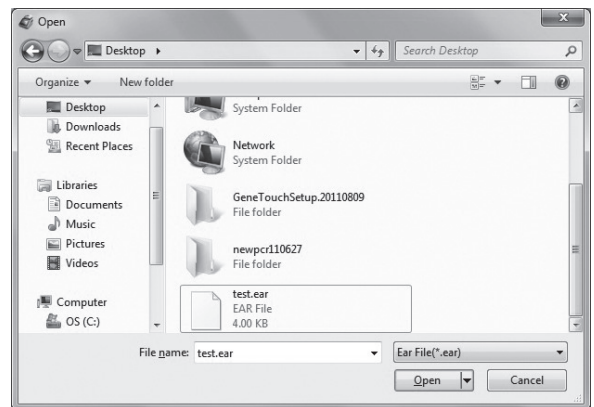 Open
Desktop
Search Desktop
Organize
New folder
Desktop
Downloads
Recent Places
Libraries
Documents
Music
Pictures
Videos
Computer
OS (C:)
System Folder
Network
System Folder
GeneTouchSetup.20110809
File folder
newpcr110627
File folder
test.ear
EAR File
4.00 KB
File name: test.ear
Ear File(*.ear)
Open
Cancel